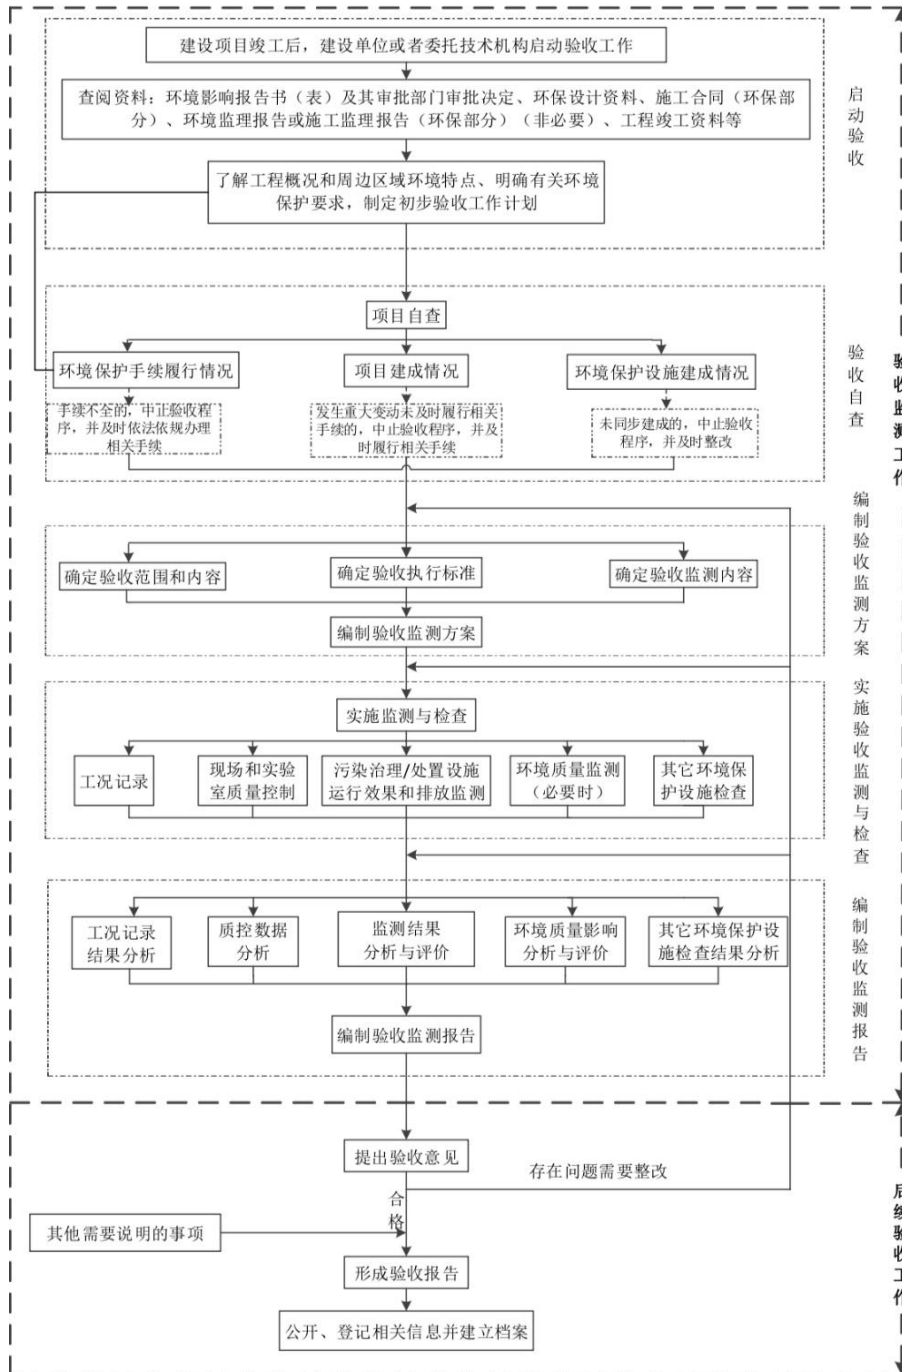 建设项目竣工后，建设单位或者委托技术机构启动验收工作
查阅资料：环境影响报告书（表）及其审批部门审批决定、环保设计资料、施工合同（环保部
分）、环境监理报告或施工监理报告（环保部分）（非必要）、工程竣工资料等
了解工程概况和周边区域环境特点、明确有关环境
保护要求，制定初步验收工作计划
启动验收
项目自查
环境保护手续履行情况
项目建成情况
环境保护设施建成情况
手续不全的，中止验收程
序，并及时依法依规办理
相关手续
发生重大变动未及时履行相关
手续的，中止验收程序，并及
时履行相关手续
未同步建成的，中止验收
程序，并及时整改
验收自查
验收监测工作
确定验收范围和内容
确定验收执行标准
确定验收监测内容
编制验收监测方案
编制验收监测方案
实施监测与检查
工况记录
现场和实验
室质量控制
污染治理/处置设施
运行效果和排放监测
环境质量监测
（必要时）
其它环境保
护设施检查
实施验收监测与检查
工况记录
结果分析
质控数据
分析
监测结果
分析与评价
环境质量影响
分析与评价
其它环境保护设
施检查结果分析
编制验收监测报告
编制验收监测报告
提出验收意见
存在问题需要整改
合格
其他需要说明的事项
形成验收报告
公开、登记相关信息并建立档案
后续验收工作